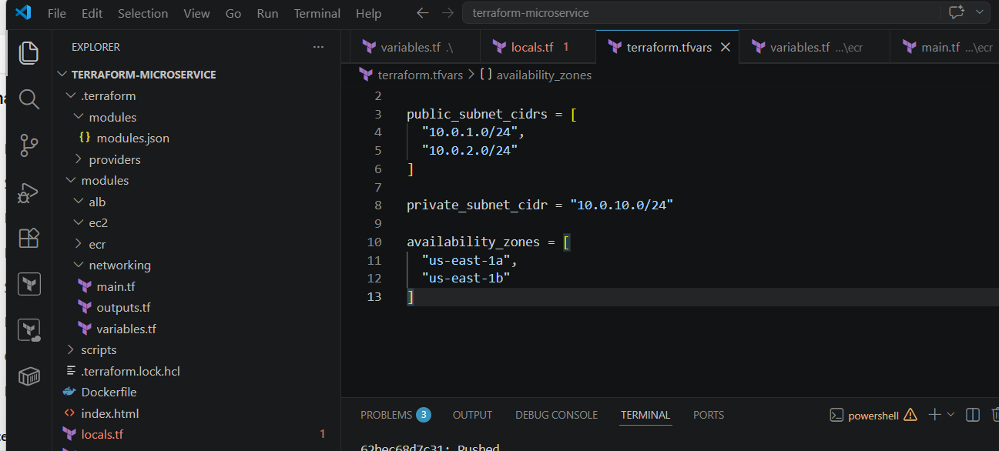 File Edit Selection View Go Run Terminal Help terraform-microservice
EXPLORER
TERRAFORM-MICROSERVICE
.terraform
modules
{} modules.json
providers
modules
alb
ec2
ecr
networking
main.tf
outputs.tf
variables.tf
scripts
.terraform.lock.hcl
Dockerfile
index.html
locals.tf 1
variables.tf .\ locals.tf 1 terraform.tfvars variables.tf ...\ecr main.tf ...\ecr
terraform.tfvars > [ ] availability_zones
2
3 public_subnet_cidrs = [
4 "10.0.1.0/24",
5 "10.0.2.0/24"
6 ]
7
8 private_subnet_cidr = "10.0.10.0/24"
9
10 availability_zones = [
11 "us-east-1a",
12 "us-east-1b"
13 ]
PROBLEMS 3 OUTPUT DEBUG CONSOLE TERMINAL PORTS powershell
62bec68d7c31: Pushed